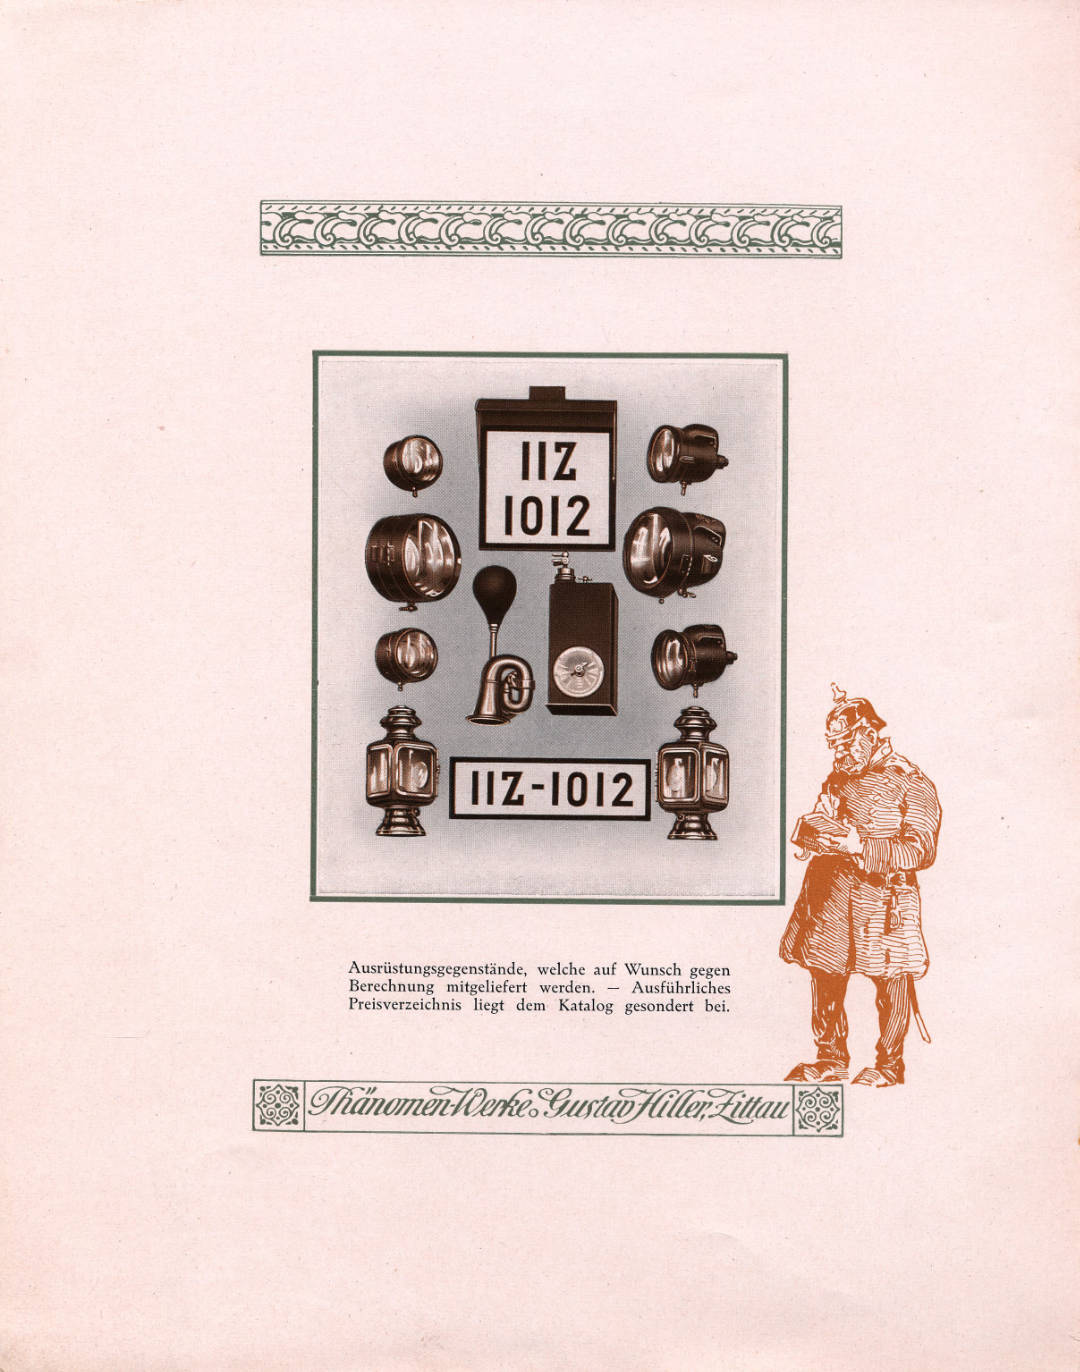 IIZ
1012
IIZ-1012
Ausrüstungsgegenstände, welche auf Wunsch gegen
Berechnung mitgeliefert werden. — Ausführliches
Preisverzeichnis liegt dem Katalog gesondert bei.
Phänomen-Werke. Gustav Hiller, Zittau